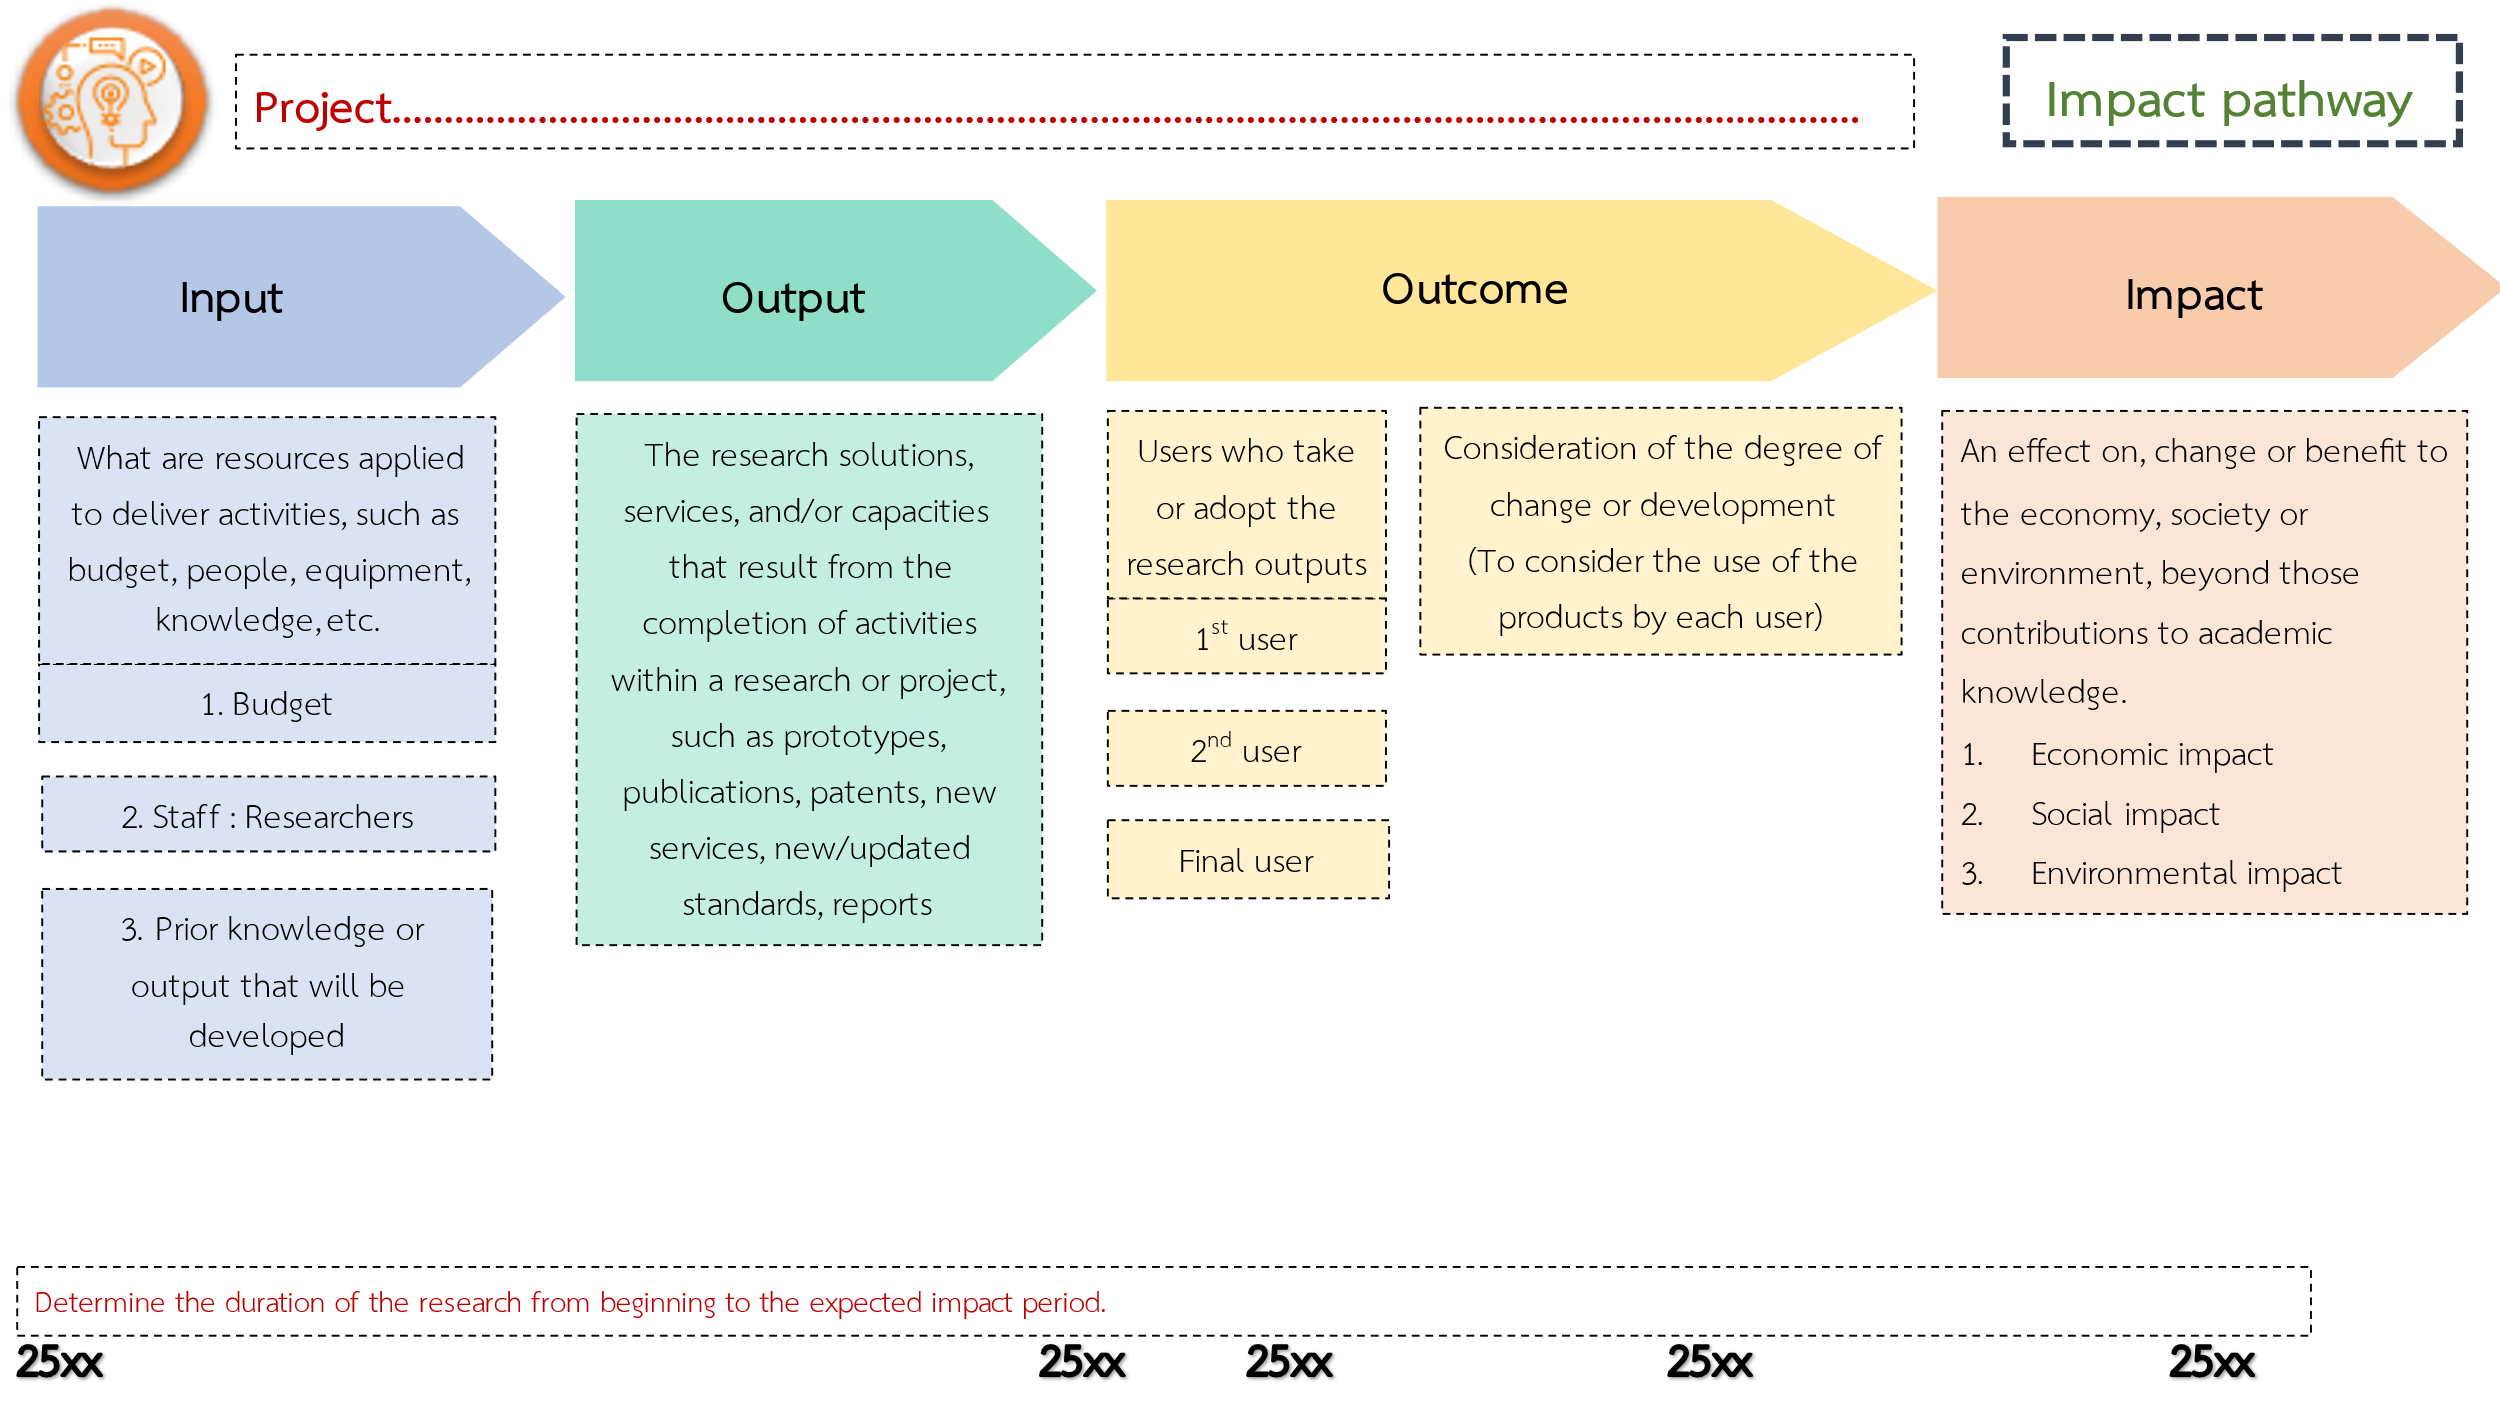 Project.............................................................................................................................................
Impact pathway
Input
Output
Outcome
Impact
What are resources applied
to deliver activities, such as
budget, people, equipment,
knowledge, etc.
1. Budget
2. Staff : Researchers
3. Prior knowledge or
output that will be
developed
The research solutions,
services, and/or capacities
that result from the
completion of activities
within a research or project,
such as prototypes,
publications, patents, new
services, new/updated
standards, reports
Users who take
or adopt the
research outputs
1st user
2nd user
Final user
Consideration of the degree of
change or development
(To consider the use of the
products by each user)
An effect on, change or benefit to
the economy, society or
environment, beyond those
contributions to academic
knowledge.
1. Economic impact
2. Social impact
3. Environmental impact
Determine the duration of the research from beginning to the expected impact period.
25xx 25xx 25xx 25xx 25xx